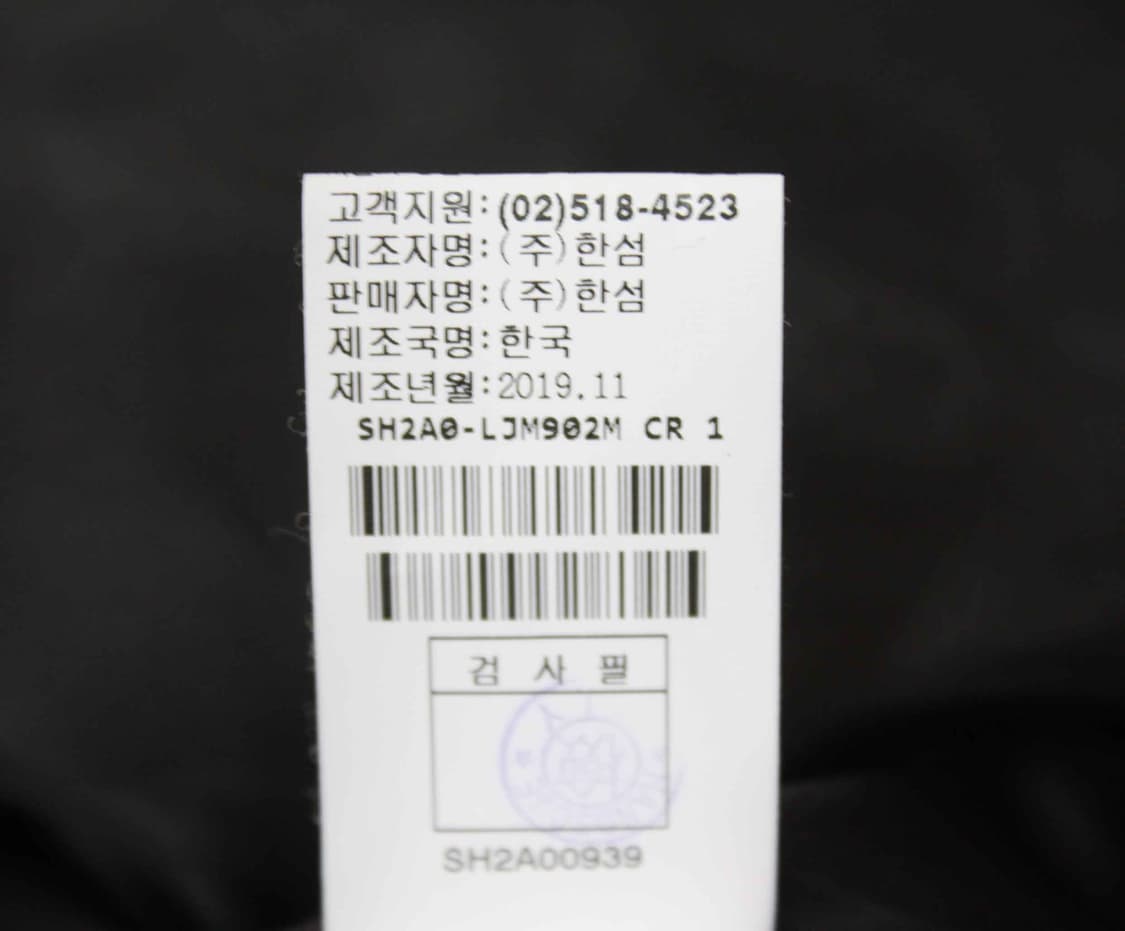 고객지원:(02)518-4523
제조자명:(주)한섬
판매자명:(주)한섬
제조국명:한국
제조년월:2019.11
SH2A0-LJM902M CR 1
검 사 필
SH2A00939